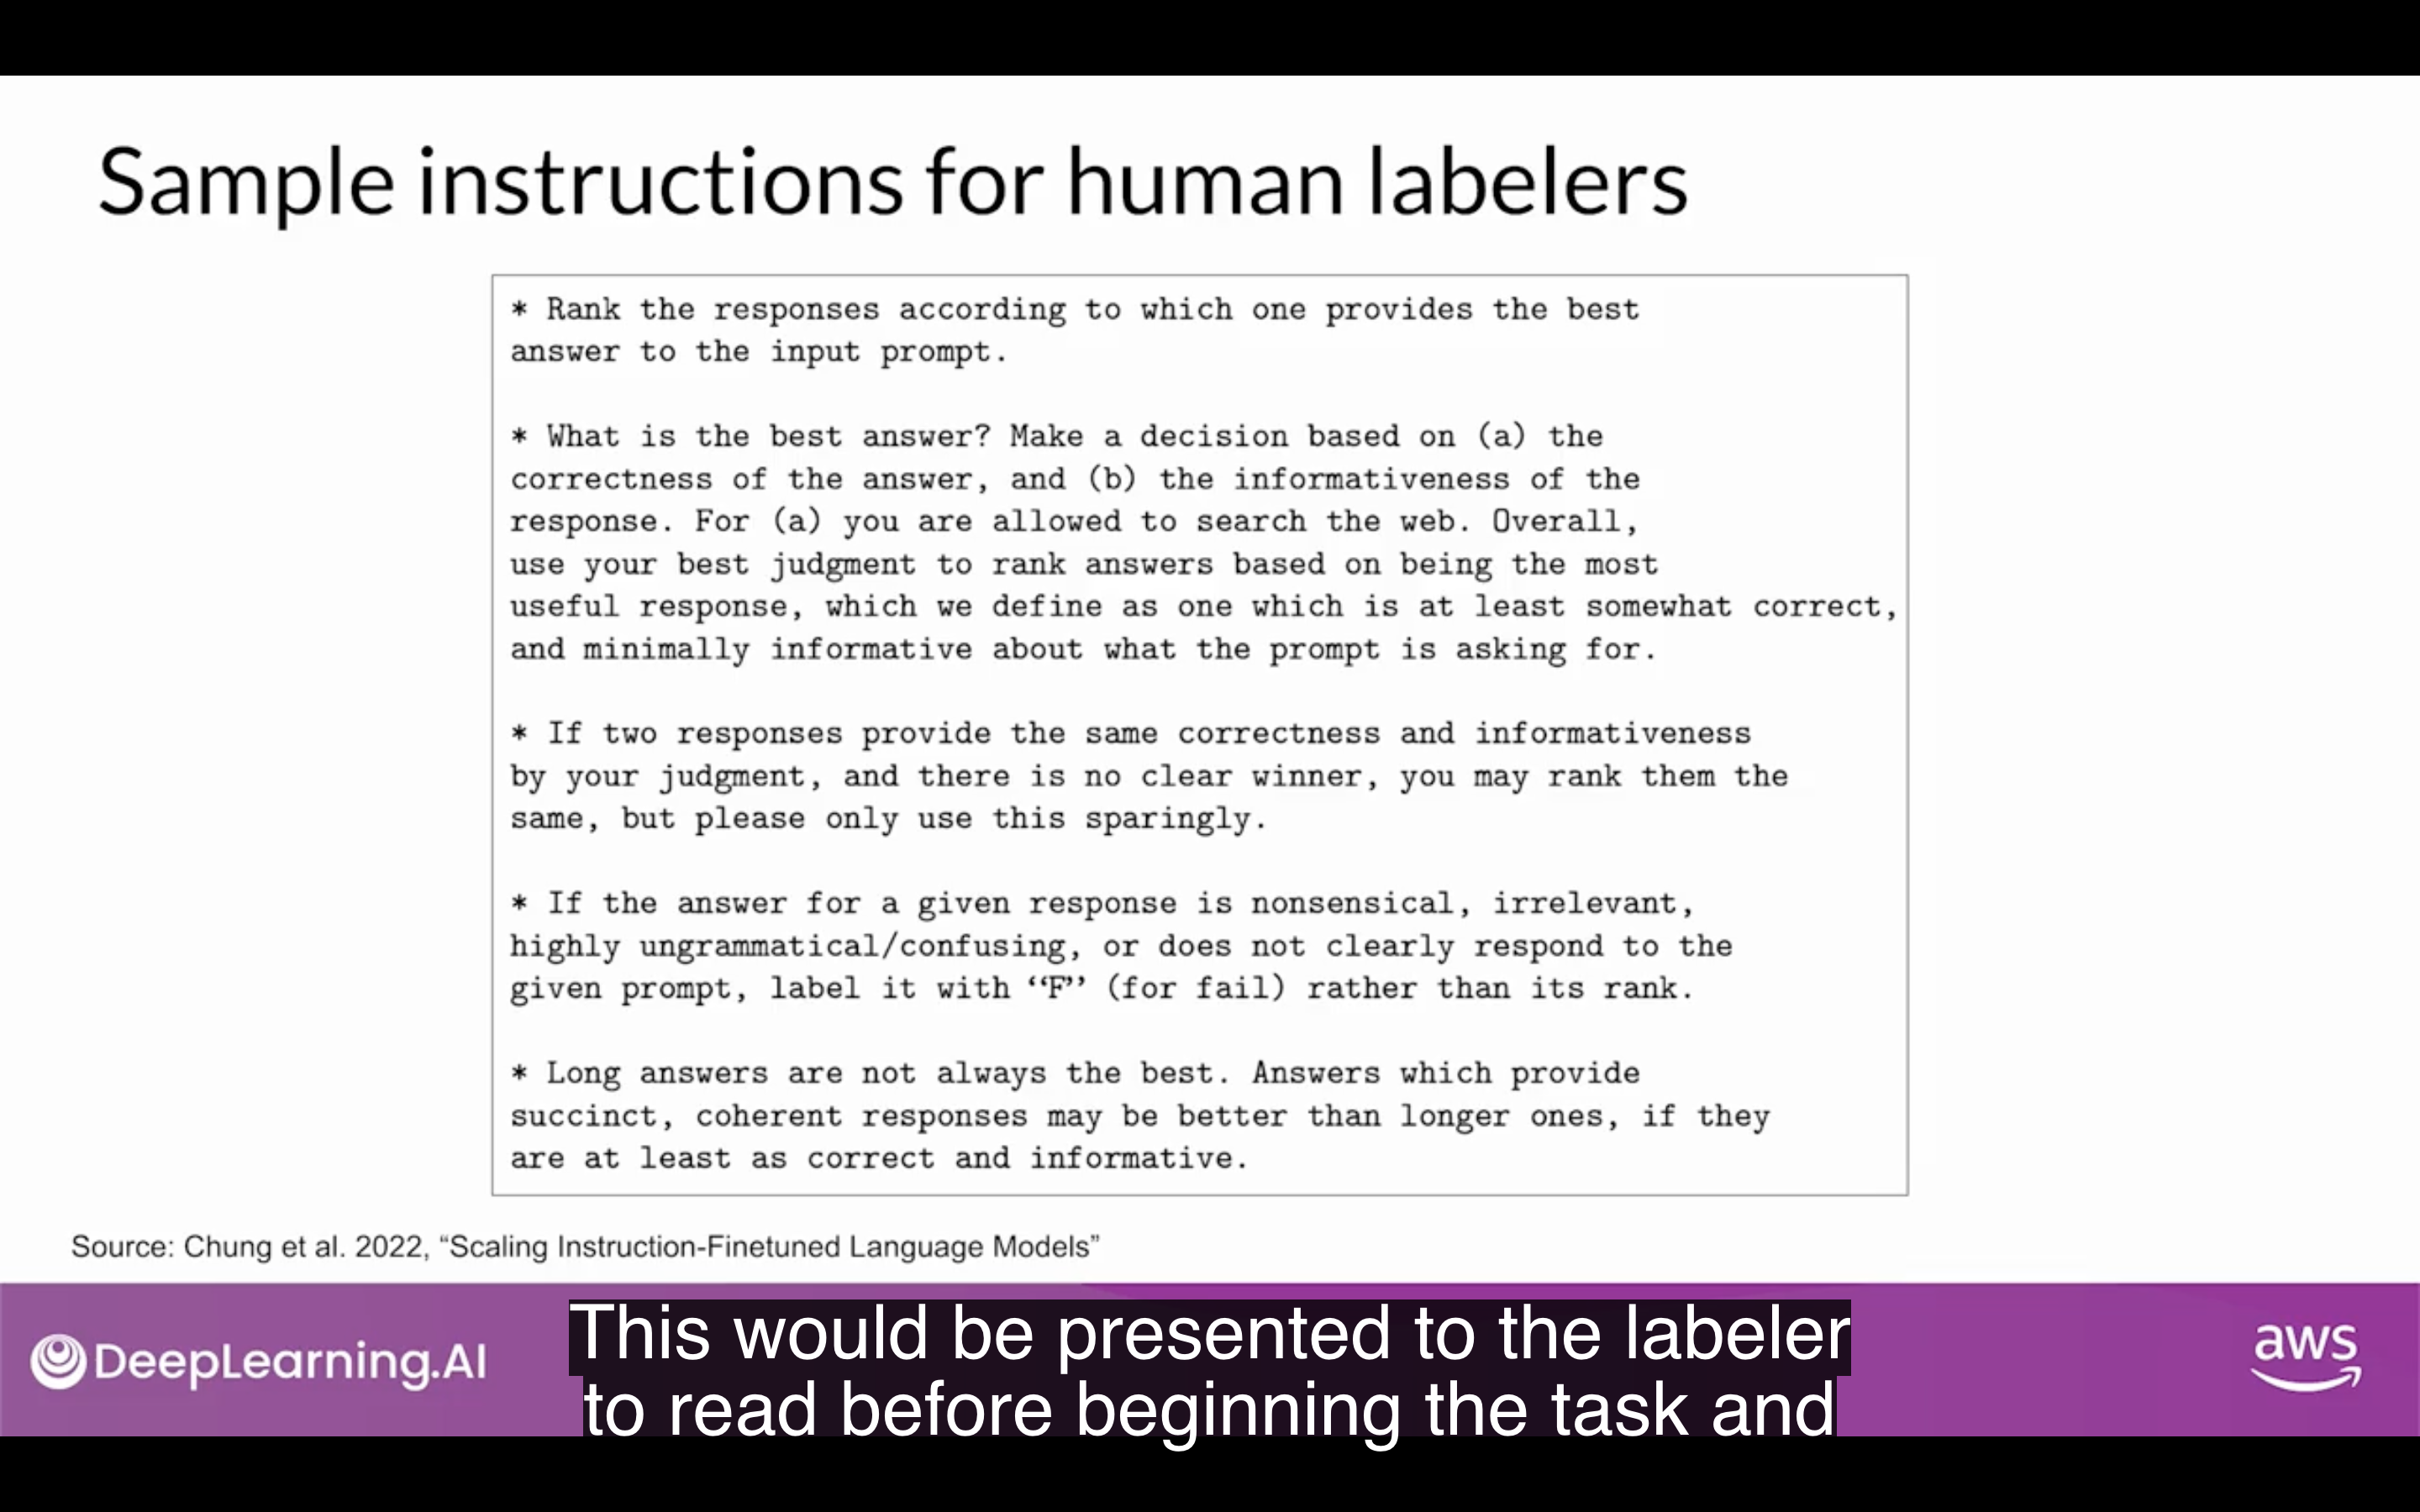 Sample instructions for human labelers
* Rank the responses according to which one provides the best
answer to the input prompt.
* What is the best answer? Make a decision based on (a) the
correctness of the answer, and (b) the informativeness of the
response. For (a) you are allowed to search the web. Overall,
use your best judgment to rank answers based on being the most
useful response, which we define as one which is at least somewhat correct,
and minimally informative about what the prompt is asking for.
* If two responses provide the same correctness and informativeness
by your judgment, and there is no clear winner, you may rank them the
same, but please only use this sparingly.
* If the answer for a given response is nonsensical, irrelevant,
highly ungrammatical/confusing, or does not clearly respond to the
given prompt, label it with “F” (for fail) rather than its rank.
* Long answers are not always the best. Answers which provide
succinct, coherent responses may be better than longer ones, if they
are at least as correct and informative.
Source: Chung et al. 2022, “Scaling Instruction-Finetuned Language Models”
DeepLearning.AI
This would be presented to the labeler
to read before beginning the task and
aws